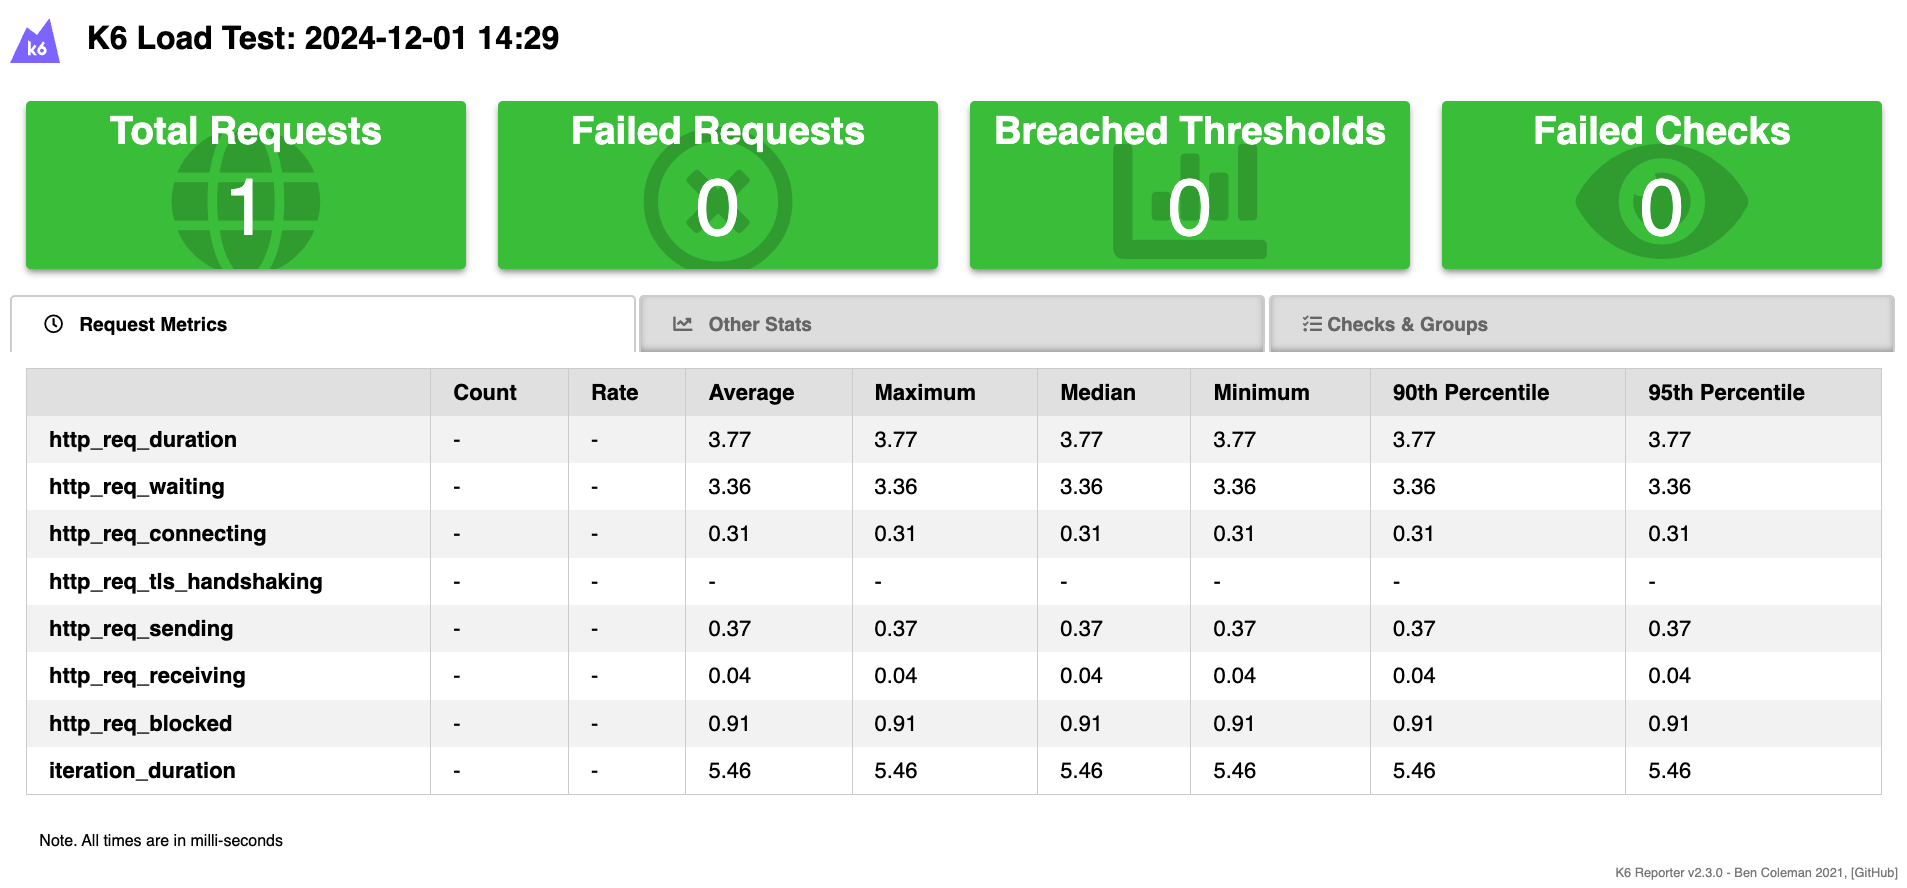 k6
K6 Load Test: 2024-12-01 14:29
Total Requests
1
Failed Requests
0
Breached Thresholds
0
Failed Checks
0
Request Metrics
Other Stats
Checks & Groups
Count Rate Average Maximum Median Minimum 90th Percentile 95th Percentile
http_req_duration - - 3.77 3.77 3.77 3.77 3.77 3.77
http_req_waiting - - 3.36 3.36 3.36 3.36 3.36 3.36
http_req_connecting - - 0.31 0.31 0.31 0.31 0.31 0.31
http_req_tls_handshaking - - - - - - - -
http_req_sending - - 0.37 0.37 0.37 0.37 0.37 0.37
http_req_receiving - - 0.04 0.04 0.04 0.04 0.04 0.04
http_req_blocked - - 0.91 0.91 0.91 0.91 0.91 0.91
iteration_duration - - 5.46 5.46 5.46 5.46 5.46 5.46
Note. All times are in milli-seconds
K6 Reporter v2.3.0 - Ben Coleman 2021, [GitHub]